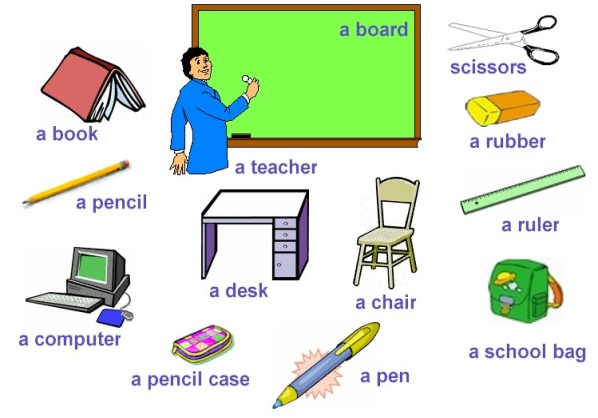 a board
scissors
a book
a rubber
a teacher
a pencil
a ruler
a desk
a chair
a computer
a school bag
a pencil case
a pen